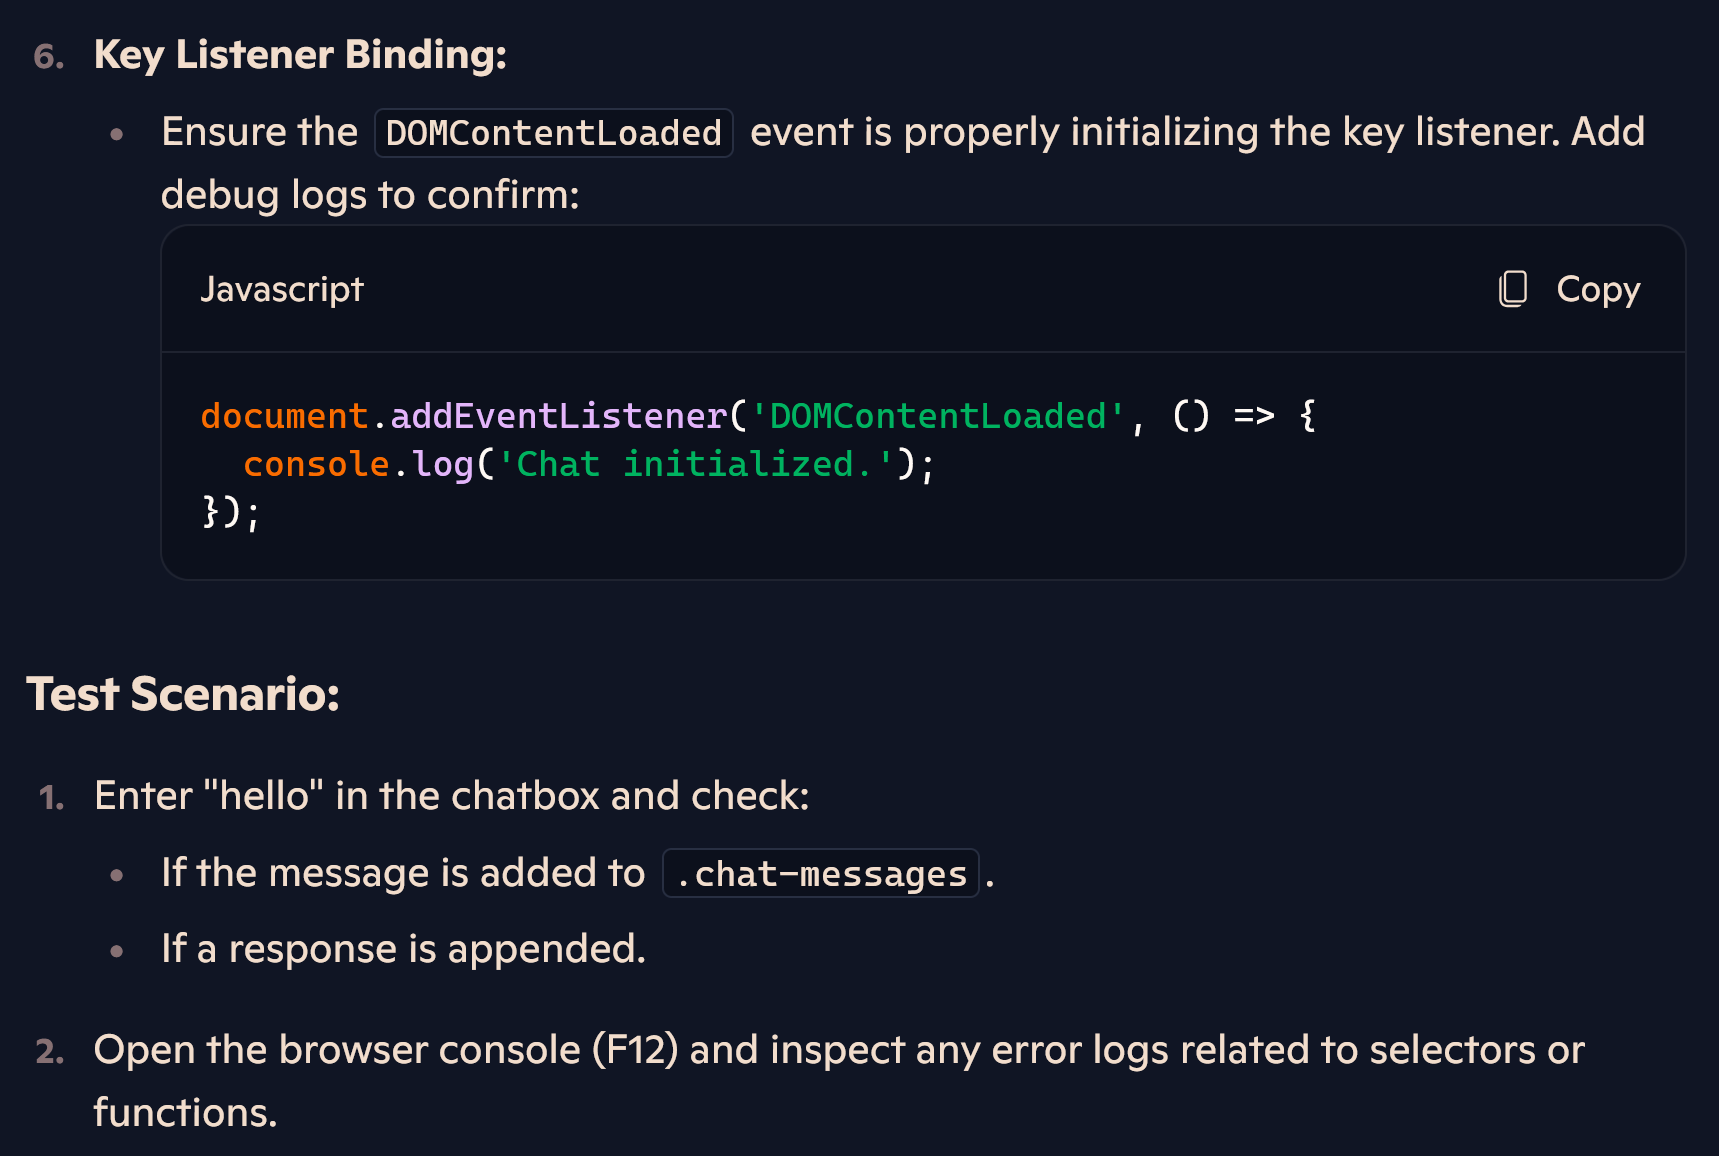 6. Key Listener Binding:
• Ensure the DOMContentLoaded event is properly initializing the key listener. Add
debug logs to confirm:
Javascript Copy
document.addEventListener('DOMContentLoaded', () => {
  console.log('Chat initialized.');
});
Test Scenario:
1. Enter "hello" in the chatbox and check:
• If the message is added to .chat-messages.
• If a response is appended.
2. Open the browser console (F12) and inspect any error logs related to selectors or
functions.